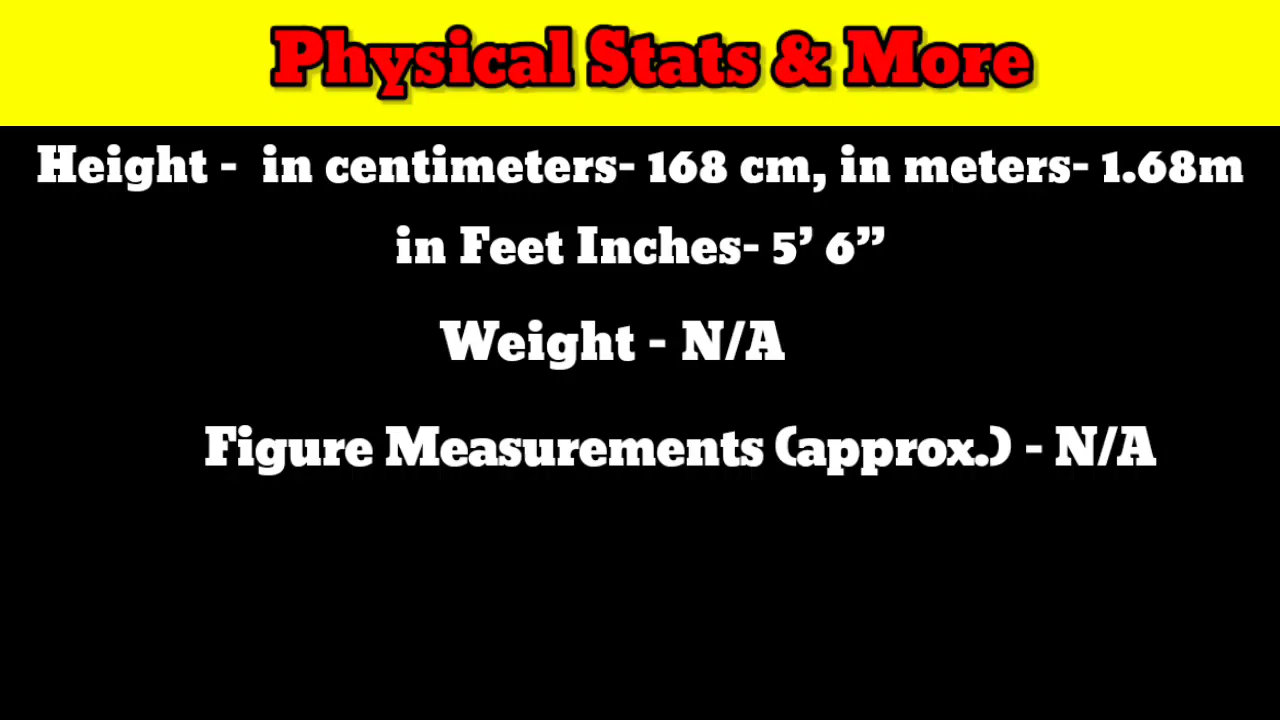 Physical Stats & More
Height -  in centimeters- 168 cm, in meters- 1.68m
in Feet Inches- 5’ 6”
Weight - N/A
Figure Measurements (approx.) - N/A